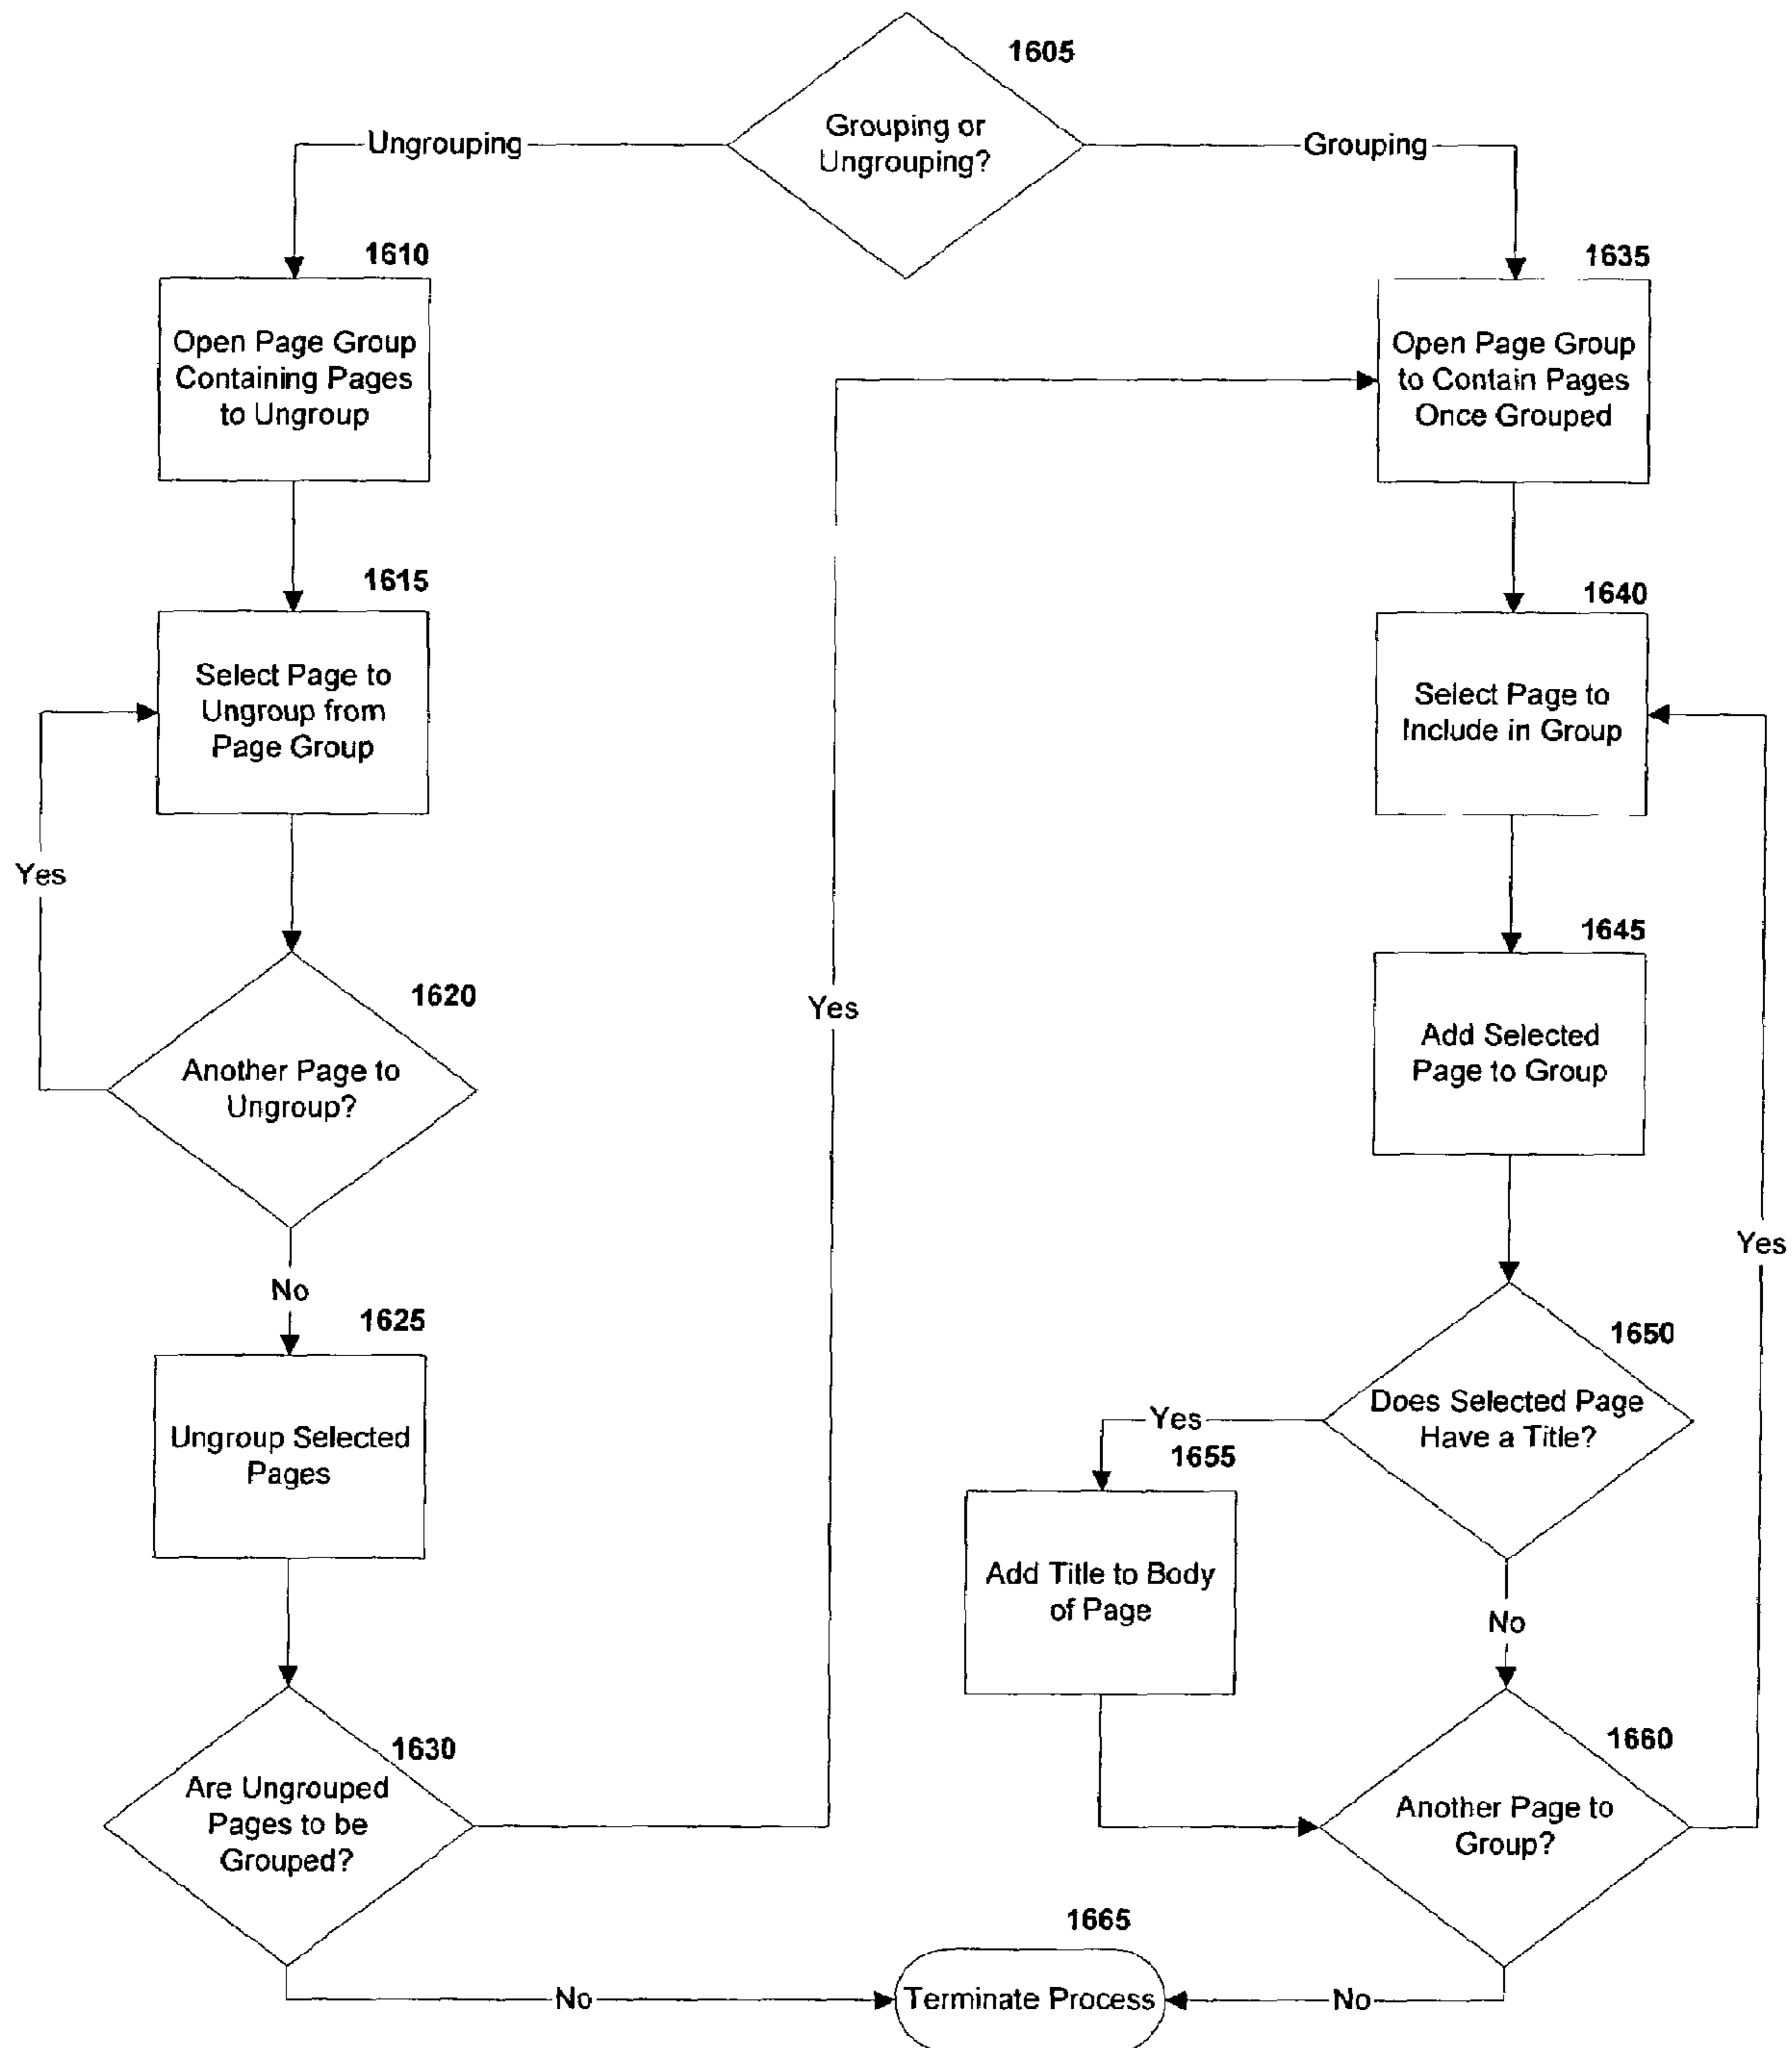 1605
Grouping or
Ungrouping?
Ungrouping
Grouping
1610
Open Page Group
Containing Pages
to Ungroup
1615
Select Page to
Ungroup from
Page Group
Yes
1620
Another Page to
Ungroup?
No
1625
Ungroup Selected
Pages
1630
Are Ungrouped
Pages to be
Grouped?
Yes
No
1635
Open Page Group
to Contain Pages
Once Grouped
1640
Select Page to
Include in Group
1645
Add Selected
Page to Group
1650
Does Selected Page
Have a Title?
Yes
1655
Add Title to Body
of Page
No
1660
Another Page to
Group?
Yes
No
1665
Terminate Process